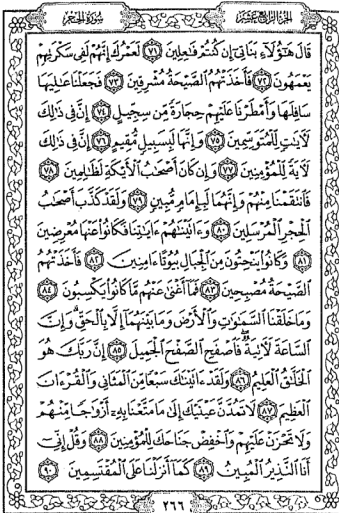 الجزء الرابع عشر
سورة الحجر
قَالَ هَٰٓؤُلَآءِ بَنَاتِىٓ إِن كُنتُمْ فَٰعِلِينَ ٧١ لَعَمْرُكَ إِنَّهُمْ لَفِى سَكْرَتِهِمْ
يَعْمَهُونَ ٧٢ فَأَخَذَتْهُمُ ٱلصَّيْحَةُ مُشْرِقِينَ ٧٣ فَجَعَلْنَا عَٰلِيَهَا
سَافِلَهَا وَأَمْطَرْنَا عَلَيْهِمْ حِجَارَةً مِّن سِجِّيلٍ ٧٤ إِنَّ فِى ذَٰلِكَ
لَءَايَٰتٍ لِّلْمُتَوَسِّمِينَ ٧٥ وَإِنَّهَا لَبِسَبِيلٍ مُّقِيمٍ ٧٦ إِنَّ فِى ذَٰلِكَ
لَءَايَةً لِّلْمُؤْمِنِينَ ٧٧ وَإِن كَانَ أَصْحَٰبُ ٱلْأَيْكَةِ لَظَٰلِمِينَ ٧٨
فَٱنتَقَمْنَا مِنْهُمْ وَإِنَّهُمَا لَبِإِمَامٍ مُّبِينٍ ٧٩ وَلَقَدْ كَذَّبَ أَصْحَٰبُ
ٱلْحِجْرِ ٱلْمُرْسَلِينَ ٨٠ وَءَاتَيْنَٰهُمْ ءَايَٰتِنَا فَكَانُوا۟ عَنْهَا مُعْرِضِينَ
٨١ وَكَانُوا۟ يَنْحِتُونَ مِنَ ٱلْجِبَالِ بُيُوتًا ءَامِنِينَ ٨٢ فَأَخَذَتْهُمُ
ٱلصَّيْحَةُ مُصْبِحِينَ ٨٣ فَمَآ أَغْنَىٰ عَنْهُم مَّا كَانُوا۟ يَكْسِبُونَ ٨٤
وَمَا خَلَقْنَا ٱلسَّمَٰوَٰتِ وَٱلْأَرْضَ وَمَا بَيْنَهُمَآ إِلَّا بِٱلْحَقِّ وَإِنَّ
ٱلسَّاعَةَ لَءَاتِيَةٌ فَٱصْفَحِ ٱلصَّفْحَ ٱلْجَمِيلَ ٨٥ إِنَّ رَبَّكَ هُوَ
ٱلْخَلَّٰقُ ٱلْعَلِيمُ ٨٦ وَلَقَدْ ءَاتَيْنَٰكَ سَبْعًا مِّنَ ٱلْمَثَانِى وَٱلْقُرْءَانَ
ٱلْعَظِيمَ ٨٧ لَا تَمُدَّنَّ عَيْنَيْكَ إِلَىٰ مَا مَتَّعْنَا بِهِۦٓ أَزْوَٰجًا مِّنْهُمْ
وَلَا تَحْزَنْ عَلَيْهِمْ وَٱخْفِضْ جَنَاحَكَ لِلْمُؤْمِنِينَ ٨٨ وَقُلْ إِنِّىٓ
أَنَا ٱلنَّذِيرُ ٱلْمُبِينُ ٨٩ كَمَآ أَنزَلْنَا عَلَى ٱلْمُقْتَسِمِينَ ٩٠
٢٦٦